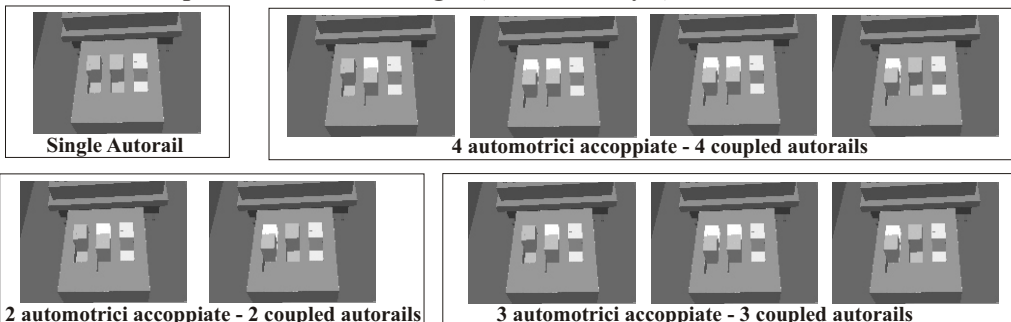 Single Autorail
4 automotrici accoppiate - 4 coupled autorails
2 automotrici accoppiate - 2 coupled autorails
3 automotrici accoppiate - 3 coupled autorails